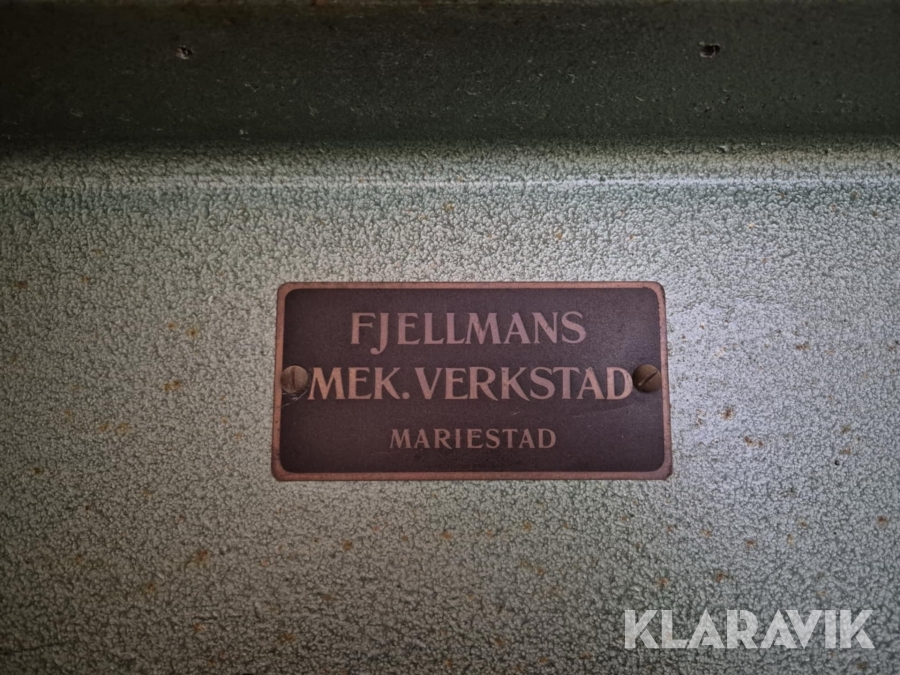 FJELLMANS
MEK. VERKSTAD
MARIESTAD
KLARAVIK